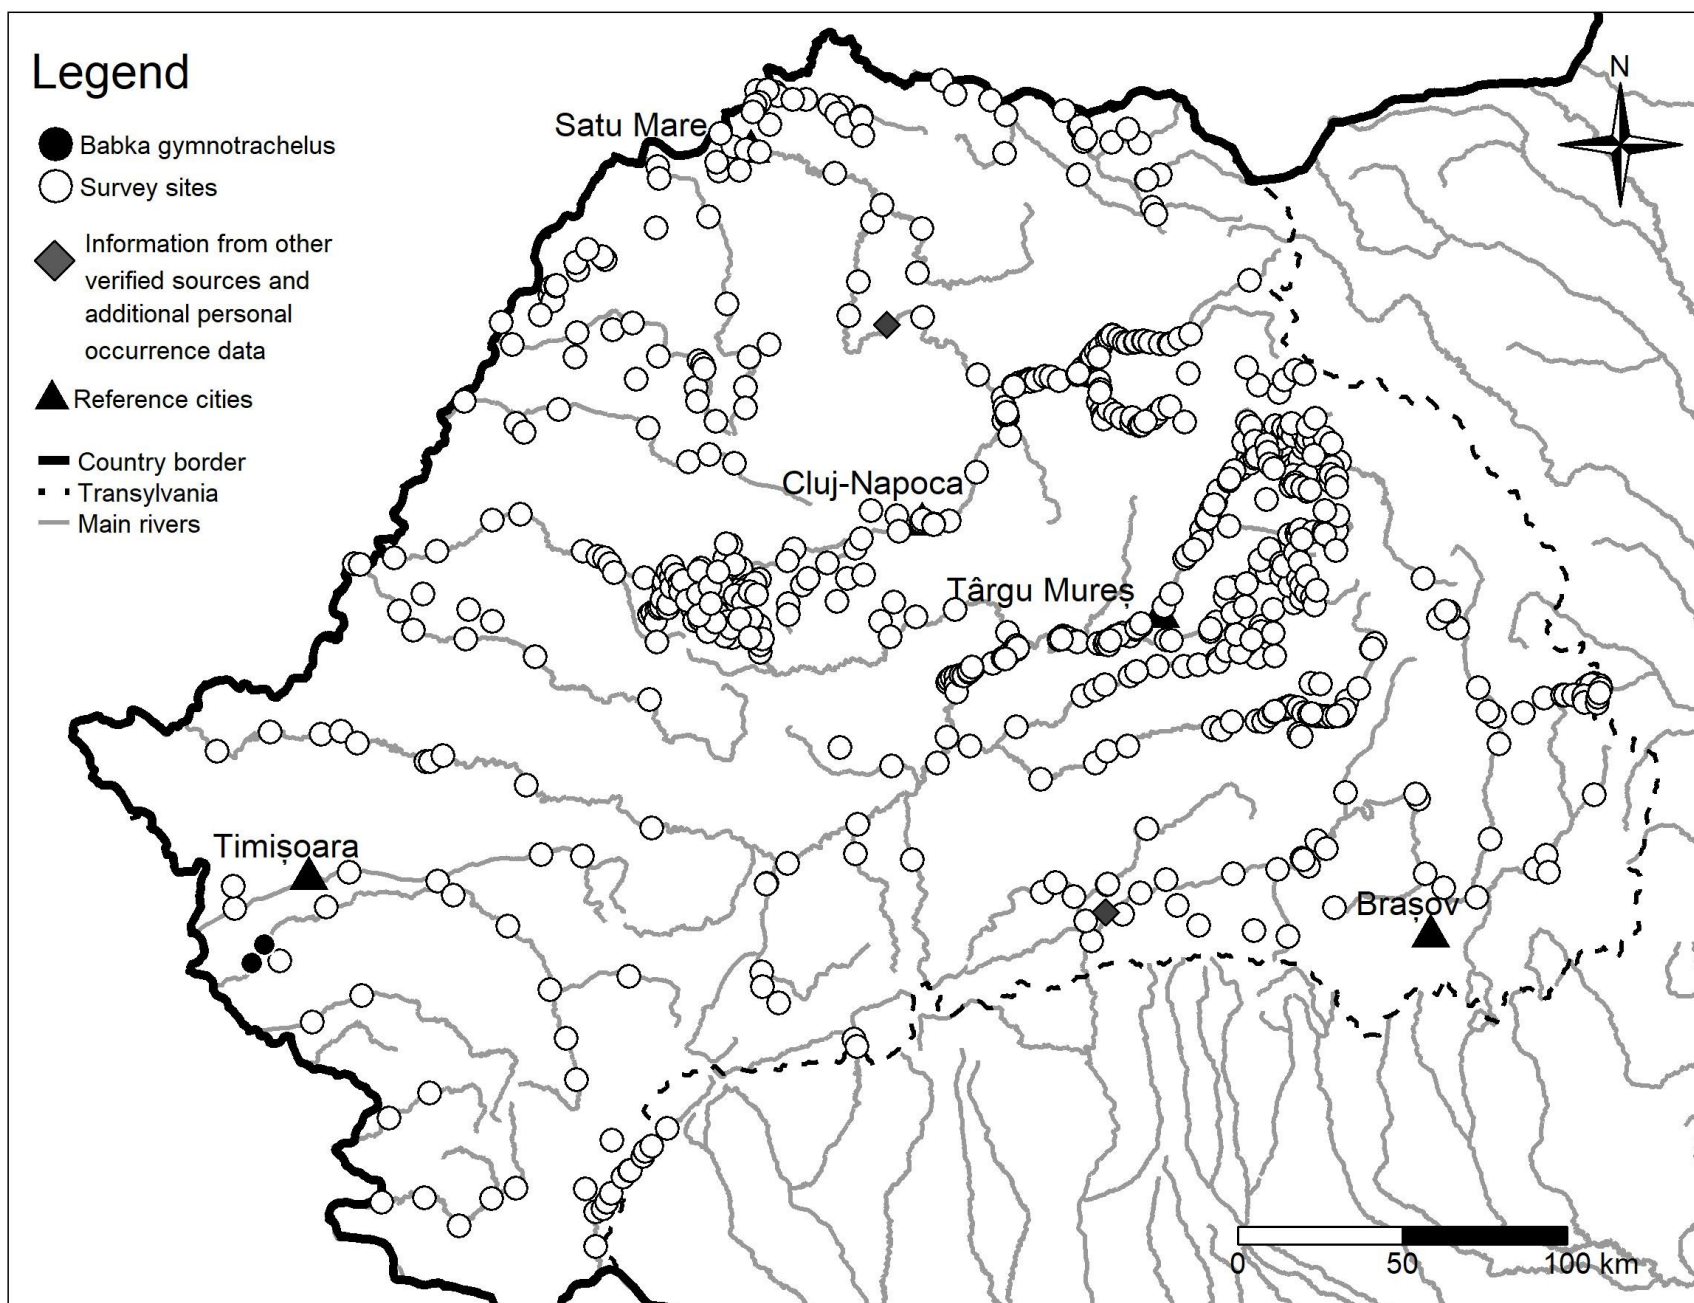 Legend
Babka gymnotrachelus
Survey sites
Information from other
verified sources and
additional personal
occurrence data
Reference cities
Country border
Transylvania
Main rivers
N
Satu Mare
Cluj-Napoca
Târgu Mureș
Timișoara
Brașov
0 50 100 km